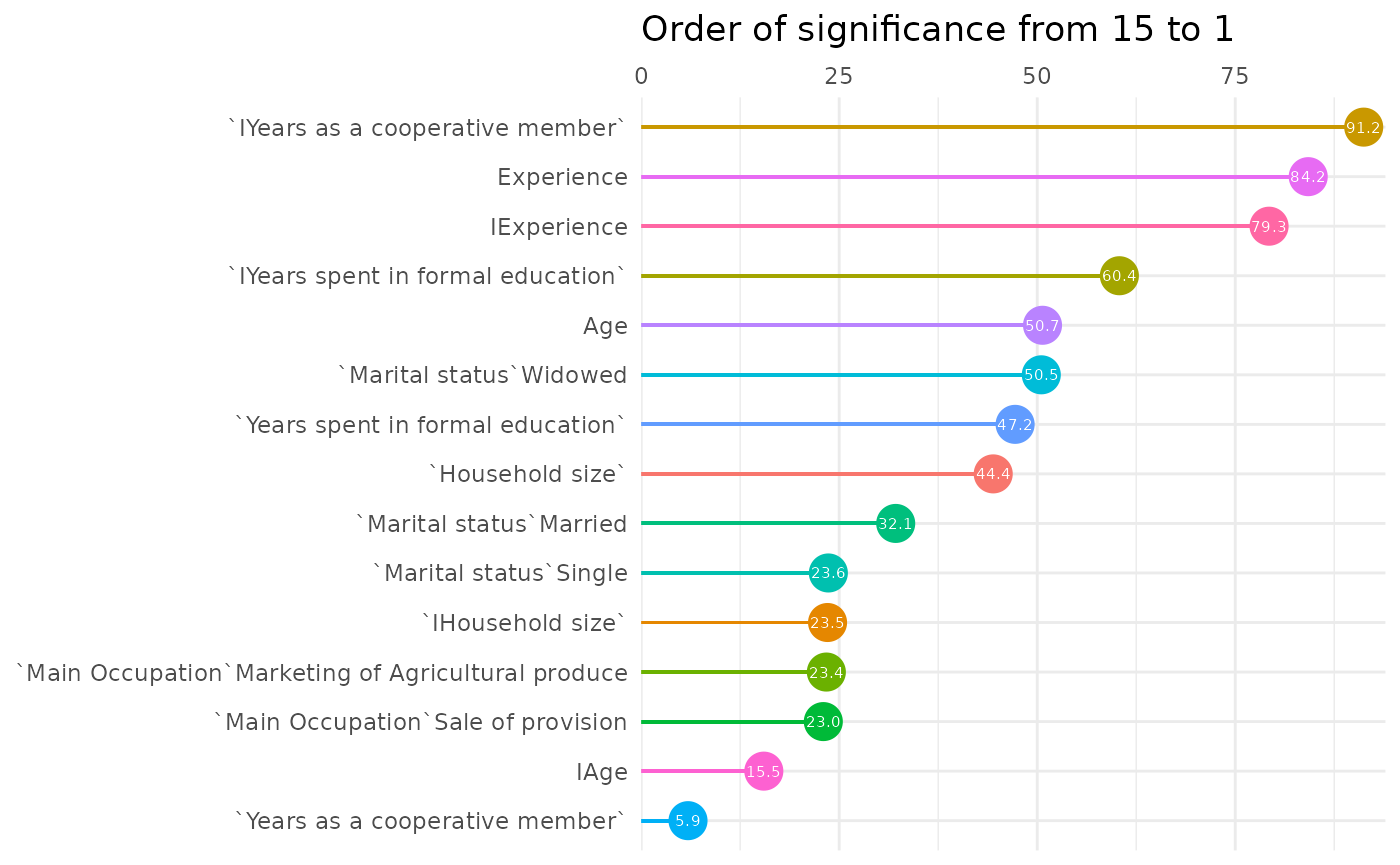 Order of significance from 15 to 1
0 25 50 75
`IYears as a cooperative member` 91.2
Experience 84.2
IExperience 79.3
`IYears spent in formal education` 60.4
Age 50.7
`Marital status`Widowed 50.5
`Years spent in formal education` 47.2
`Household size` 44.4
`Marital status`Married 32.1
`Marital status`Single 23.6
`IHousehold size` 23.5
`Main Occupation`Marketing of Agricultural produce 23.4
`Main Occupation`Sale of provision 23.0
IAge 15.5
`Years as a cooperative member` 5.9